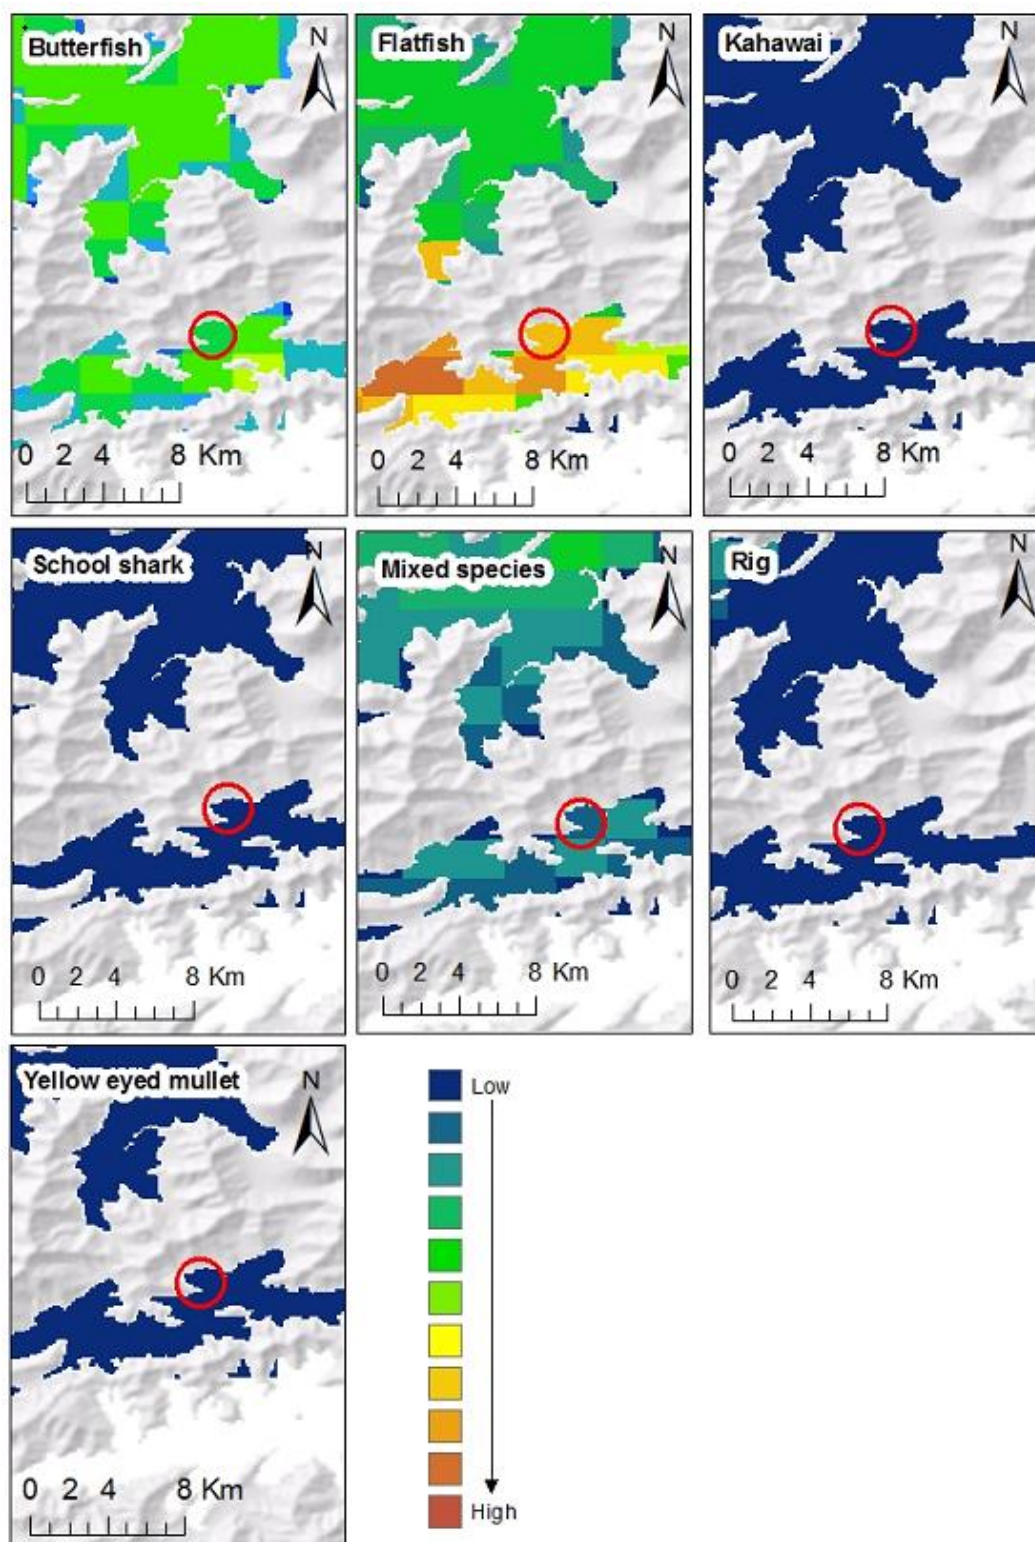 Butterfish
N
0 2 4 8 Km
Flatfish
N
0 2 4 8 Km
Kahawai
N
0 2 4 8 Km
School shark
N
0 2 4 8 Km
Mixed species
N
0 2 4 8 Km
Rig
N
0 2 4 8 Km
Yellow eyed mullet
N
0 2 4 8 Km
Low
High